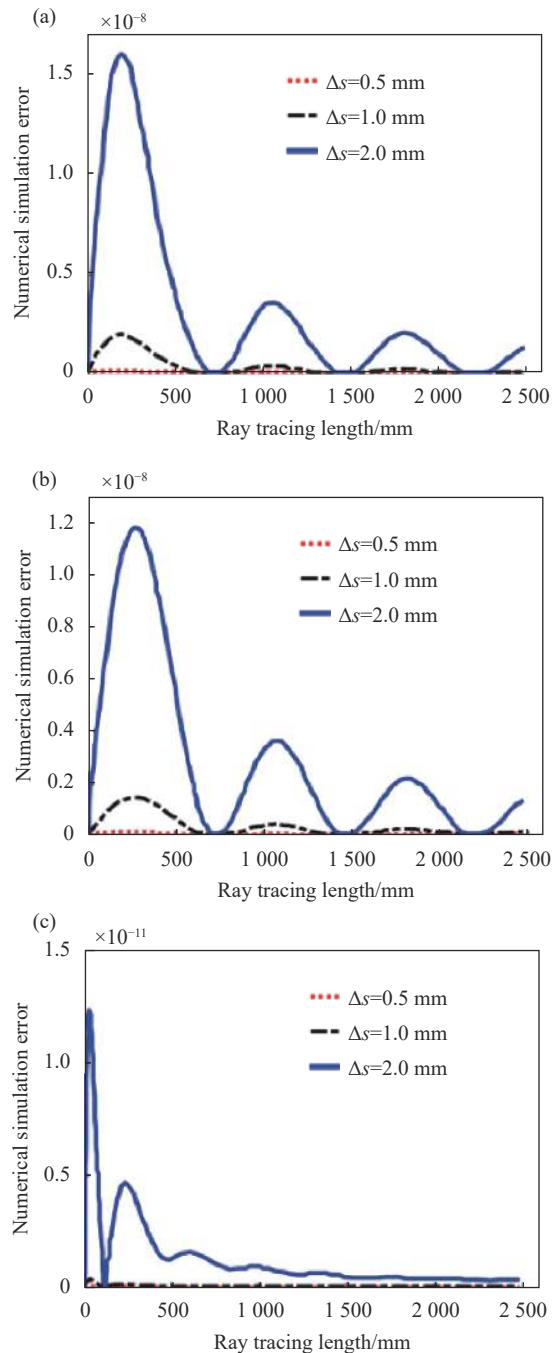 (a)
×10⁻⁸
1.5
1.0
0.5
0
Numerical simulation error
Δs=0.5 mm
Δs=1.0 mm
Δs=2.0 mm
0 500 1 000 1 500 2 000 2 500
Ray tracing length/mm
(b)
×10⁻⁸
1.2
1.0
0.8
0.6
0.4
0.2
0
Numerical simulation error
Δs=0.5 mm
Δs=1.0 mm
Δs=2.0 mm
0 500 1 000 1 500 2 000 2 500
Ray tracing length/mm
(c)
×10⁻¹¹
1.5
1.0
0.5
0
Numerical simulation error
Δs=0.5 mm
Δs=1.0 mm
Δs=2.0 mm
0 500 1 000 1 500 2 000 2 500
Ray tracing length/mm